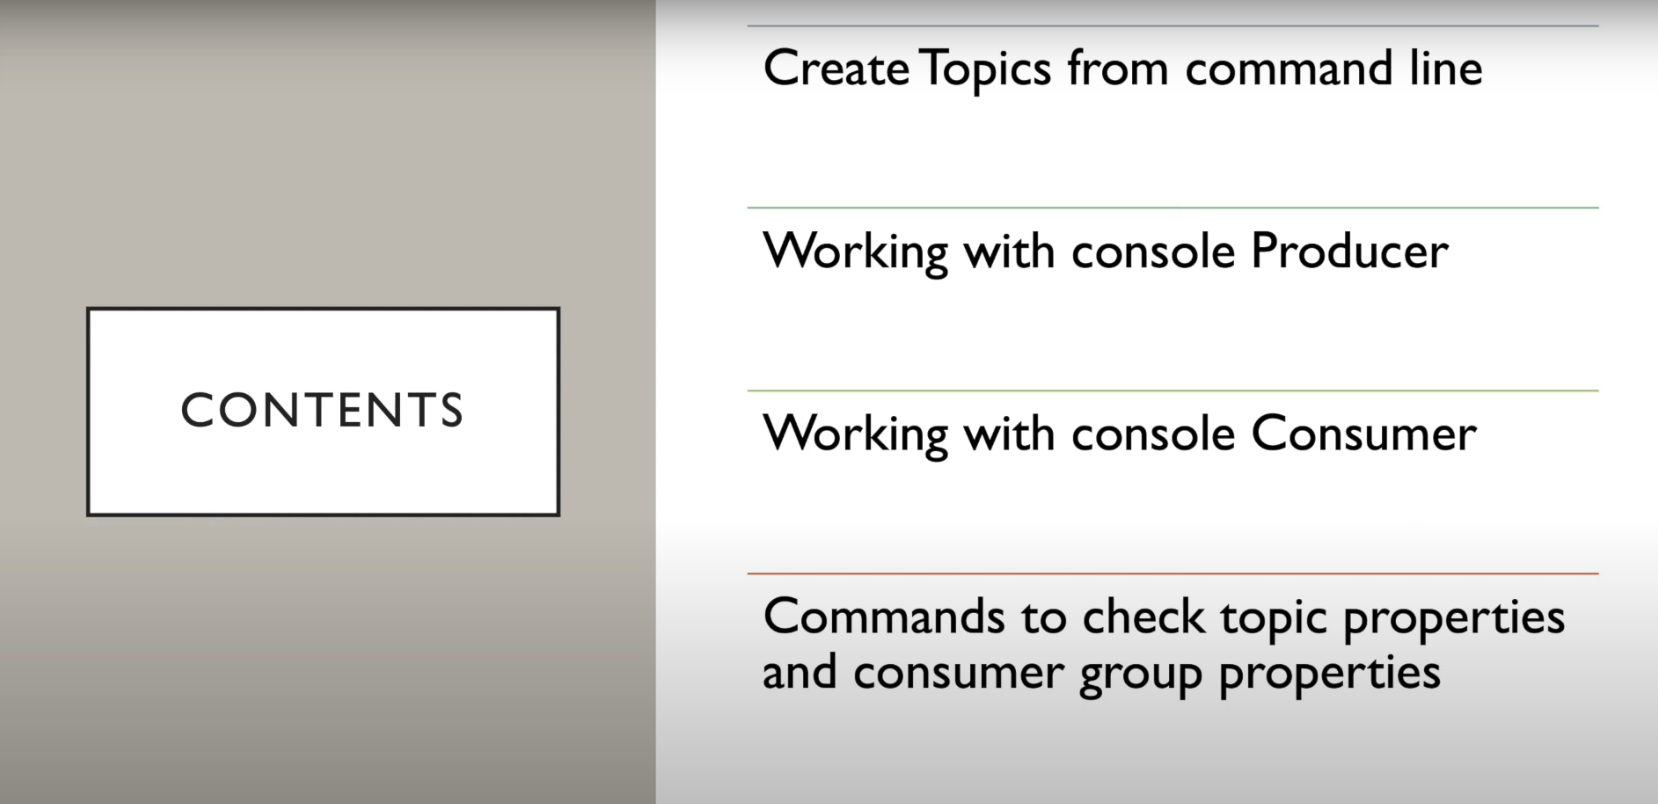 CONTENTS
Create Topics from command line
Working with console Producer
Working with console Consumer
Commands to check topic properties
and consumer group properties